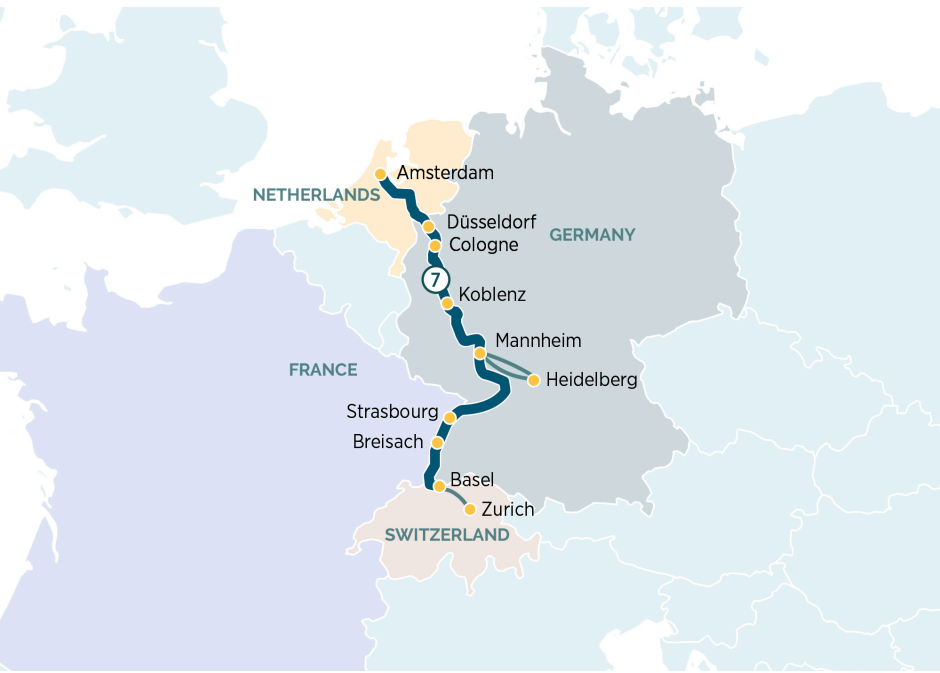 Amsterdam
NETHERLANDS
Düsseldorf
GERMANY
Cologne
7
Koblenz
Mannheim
FRANCE
Heidelberg
Strasbourg
Breisach
Basel
Zurich
SWITZERLAND